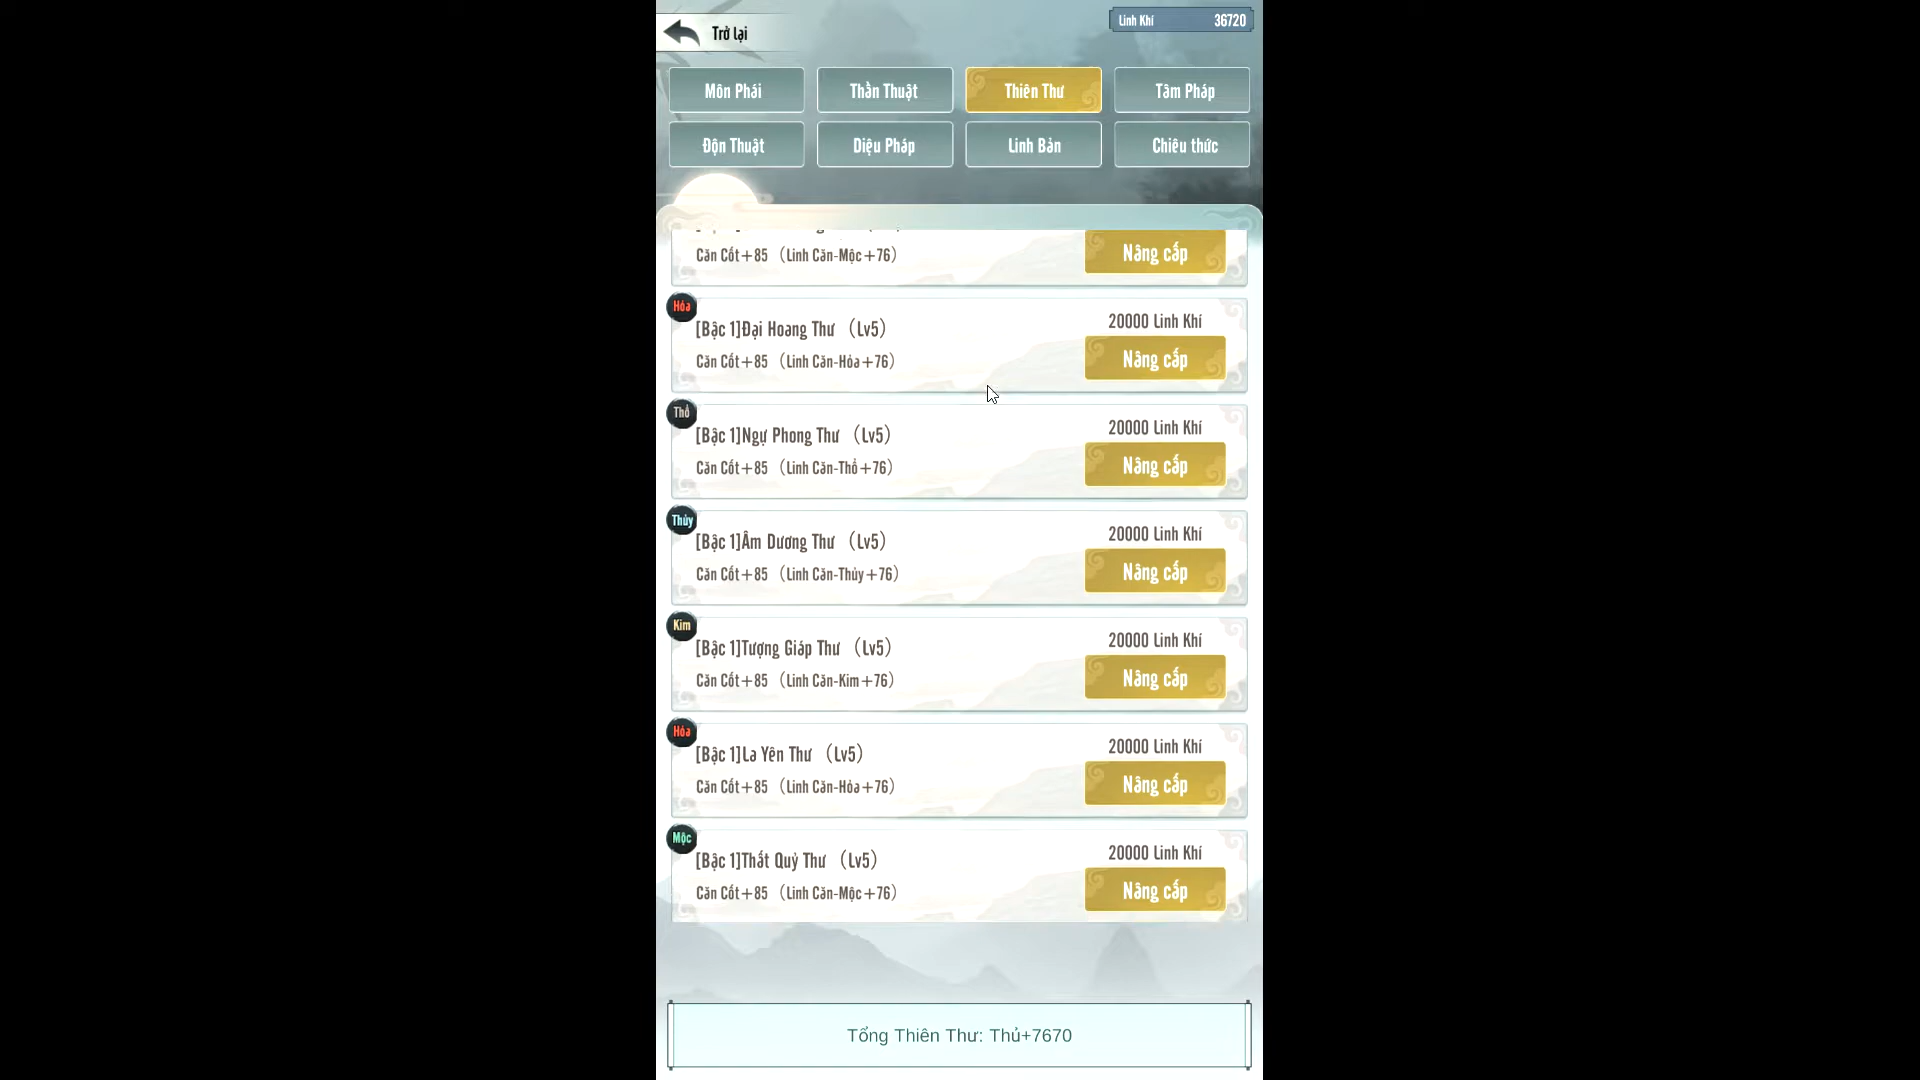 Trở lại
Linh Khí 36720
Môn Phái Thần Thuật Thiên Thư Tâm Pháp
Độn Thuật Diệu Pháp Linh Bản Chiêu thức
Căn Cốt+85 (Linh Căn-Mộc+76)
Nâng cấp
Hỏa
[Bậc 1]Đại Hoang Thư (Lv5)
Căn Cốt+85 (Linh Căn-Hỏa+76)
20000 Linh Khí
Nâng cấp
Thổ
[Bậc 1]Ngự Phong Thư (Lv5)
Căn Cốt+85 (Linh Căn-Thổ+76)
20000 Linh Khí
Nâng cấp
Thủy
[Bậc 1]Âm Dương Thư (Lv5)
Căn Cốt+85 (Linh Căn-Thủy+76)
20000 Linh Khí
Nâng cấp
Kim
[Bậc 1]Tượng Giáp Thư (Lv5)
Căn Cốt+85 (Linh Căn-Kim+76)
20000 Linh Khí
Nâng cấp
Hỏa
[Bậc 1]La Yên Thư (Lv5)
Căn Cốt+85 (Linh Căn-Hỏa+76)
20000 Linh Khí
Nâng cấp
Mộc
[Bậc 1]Thất Quỷ Thư (Lv5)
Căn Cốt+85 (Linh Căn-Mộc+76)
20000 Linh Khí
Nâng cấp
Tổng Thiên Thư: Thủ+7670